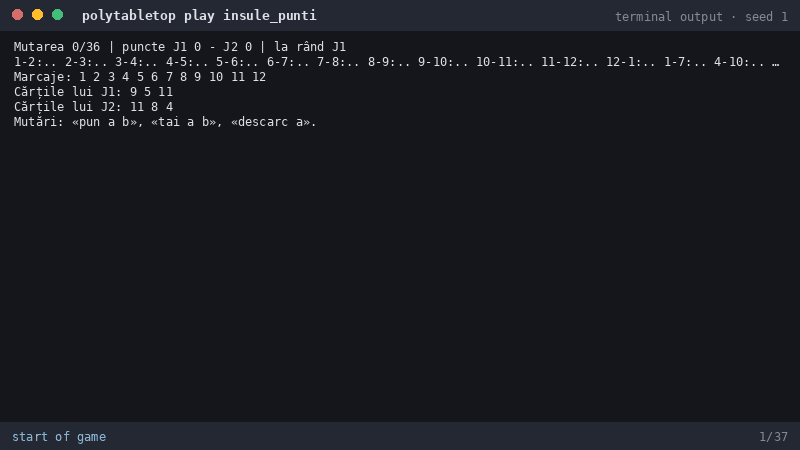 polytabletop play insule_punti
terminal output · seed 1
Mutarea 0/36 | puncte J1 0 - J2 0 | la rând J1
1-2:.. 2-3:.. 3-4:.. 4-5:.. 5-6:.. 6-7:.. 7-8:.. 8-9:.. 9-10:.. 10-11:.. 11-12:.. 12-1:.. 1-7:.. 4-10:.. …
Marcaje: 1 2 3 4 5 6 7 8 9 10 11 12
Cărțile lui J1: 9 5 11
Cărțile lui J2: 11 8 4
Mutări: «pun a b», «tai a b», «descarc a».
start of game
1/37